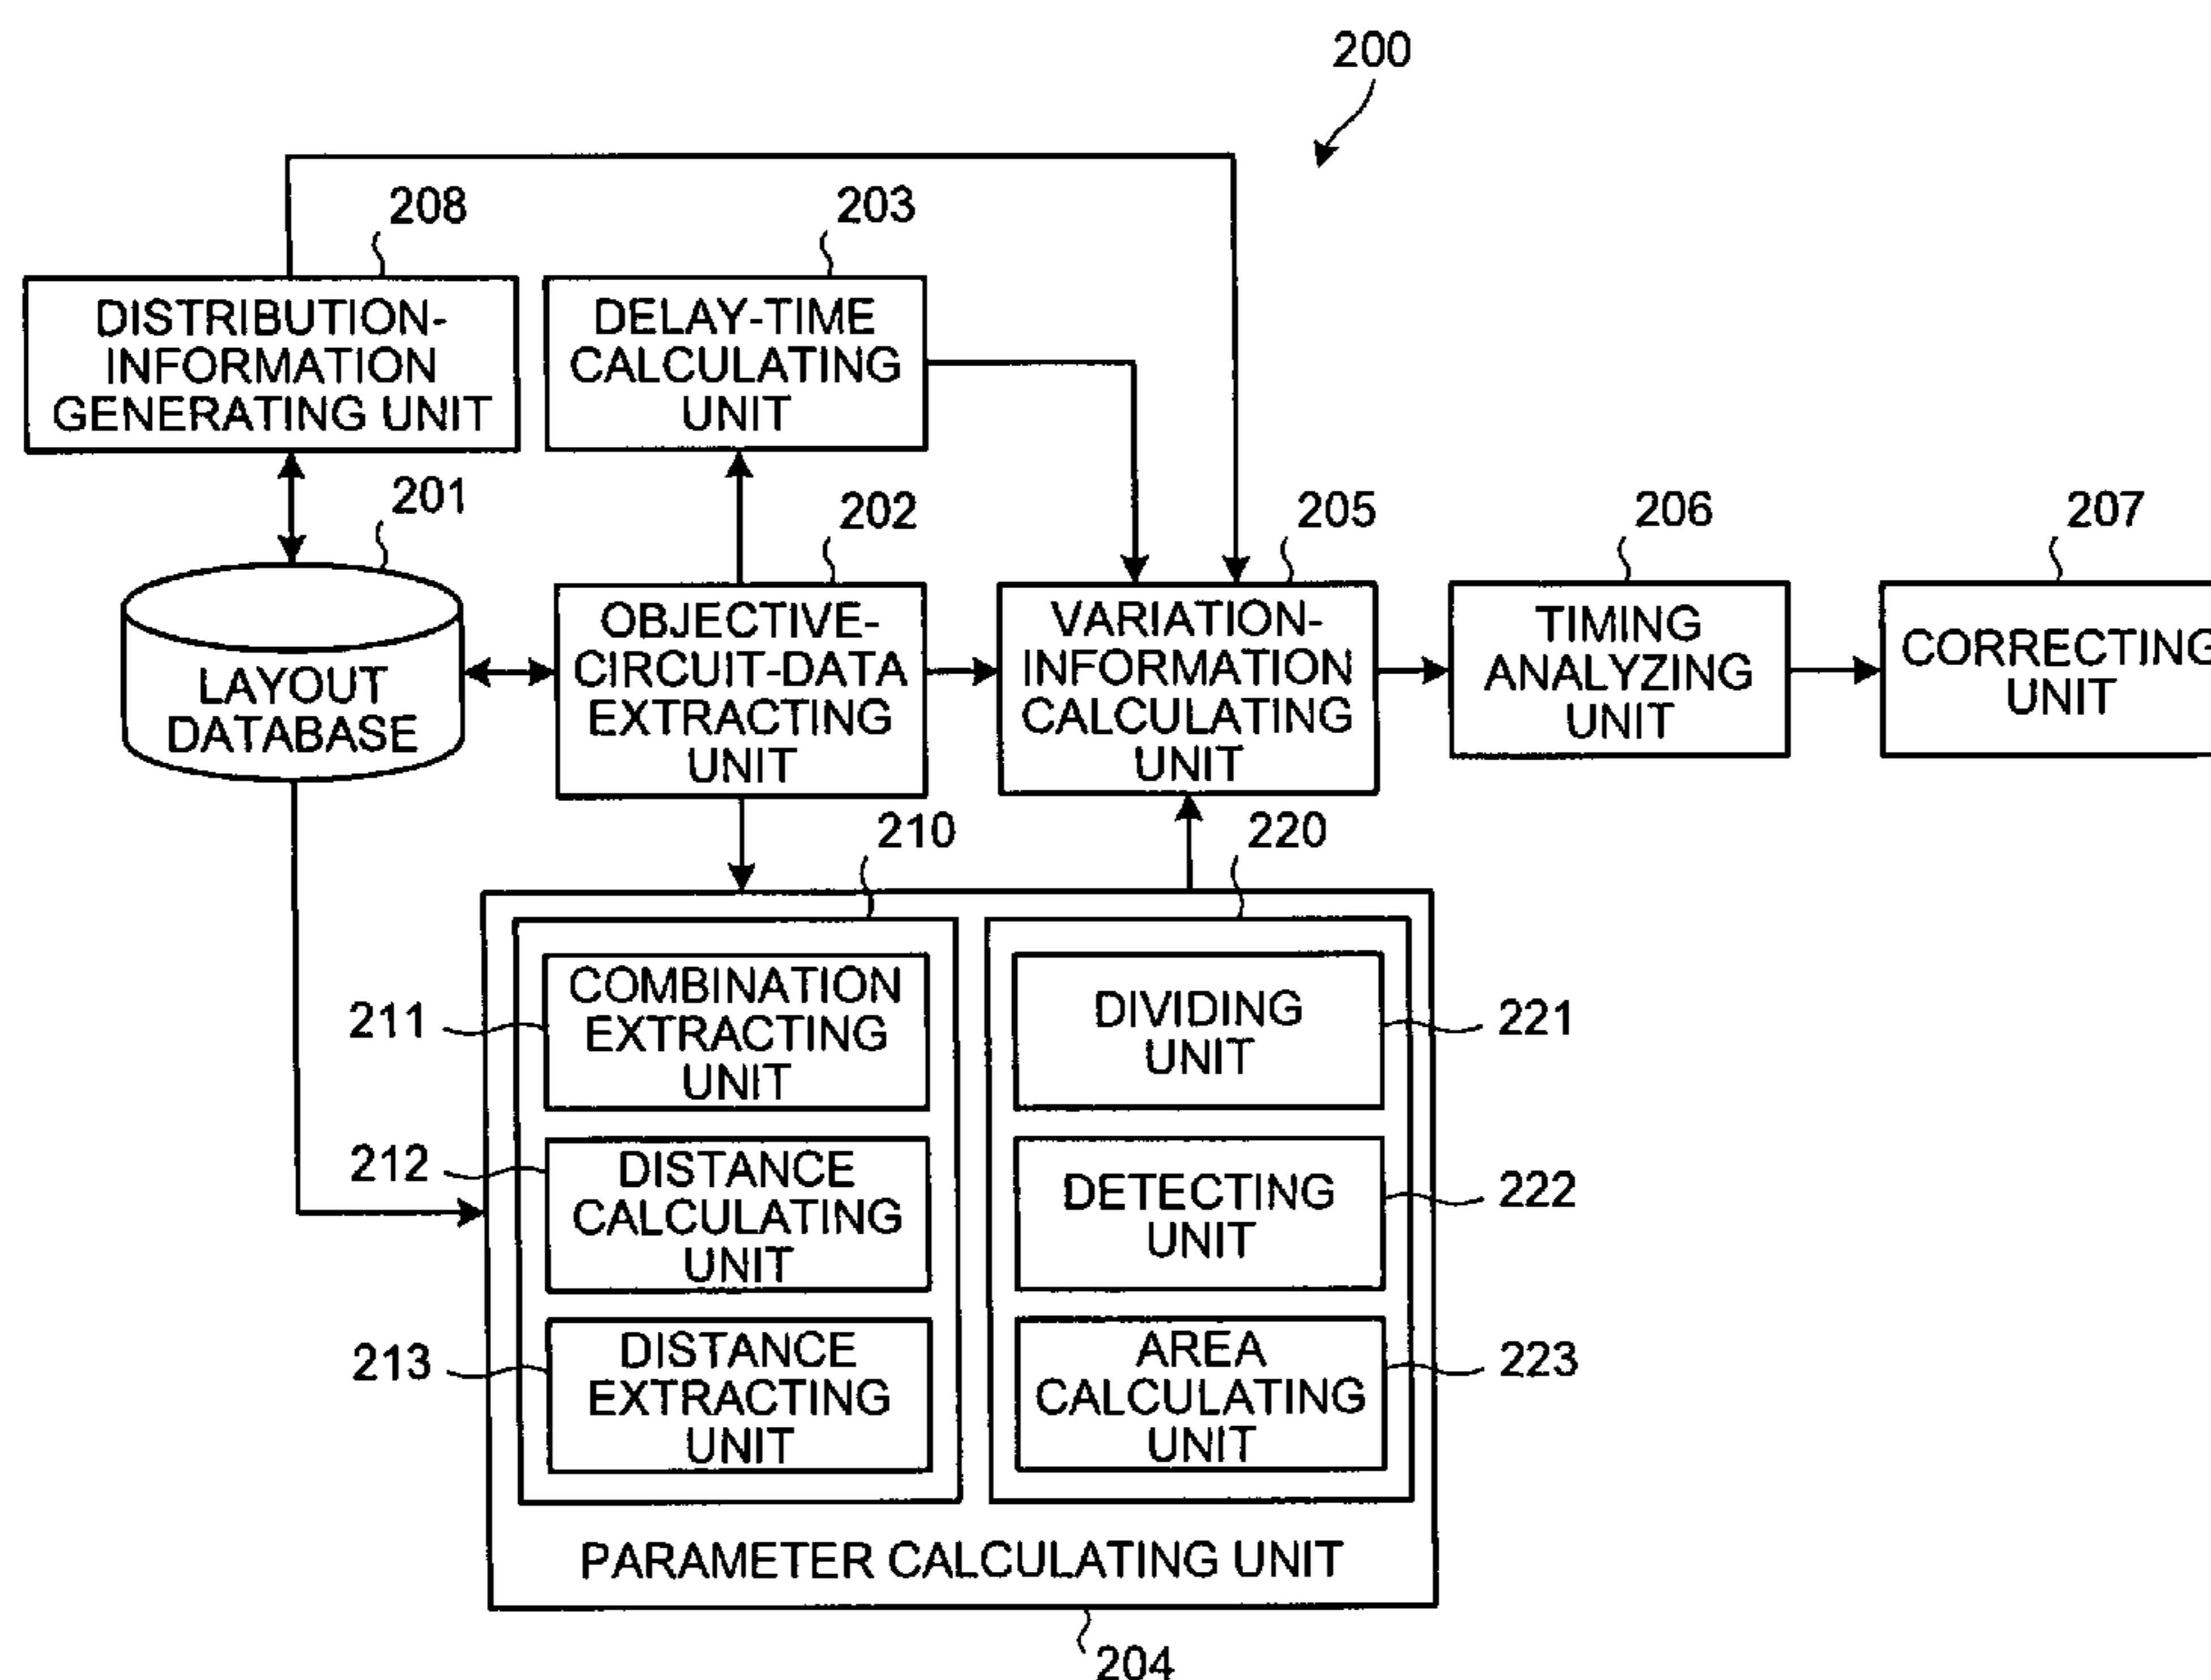 200
208
203
DISTRIBUTION-
INFORMATION
GENERATING UNIT
DELAY-TIME
CALCULATING
UNIT
201
202
205
206
207
LAYOUT
DATABASE
OBJECTIVE-
CIRCUIT-DATA
EXTRACTING
UNIT
VARIATION-
INFORMATION
CALCULATING
UNIT
TIMING
ANALYZING
UNIT
CORRECTING
UNIT
210
220
211
COMBINATION
EXTRACTING
UNIT
DIVIDING
UNIT
221
212
DISTANCE
CALCULATING
UNIT
DETECTING
UNIT
222
213
DISTANCE
EXTRACTING
UNIT
AREA
CALCULATING
UNIT
223
PARAMETER CALCULATING UNIT
204